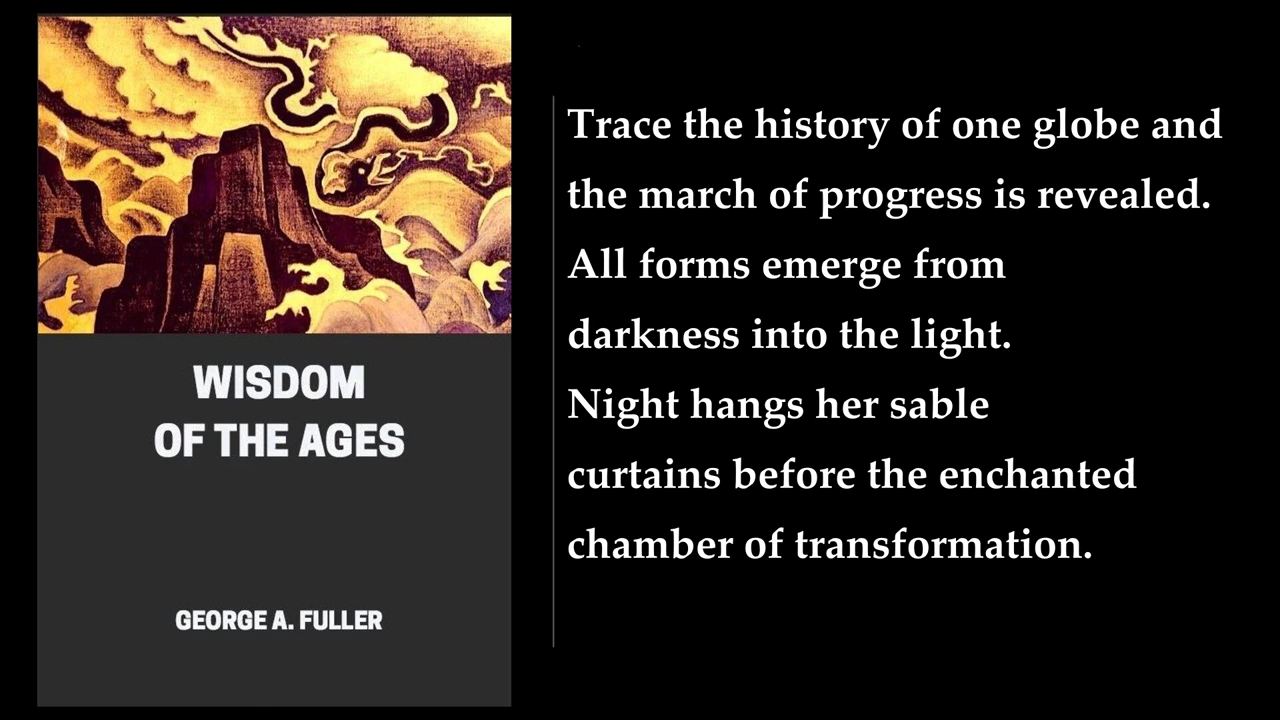 WISDOM
OF THE AGES
GEORGE A. FULLER
Trace the history of one globe and
the march of progress is revealed.
All forms emerge from
darkness into the light.
Night hangs her sable
curtains before the enchanted
chamber of transformation.